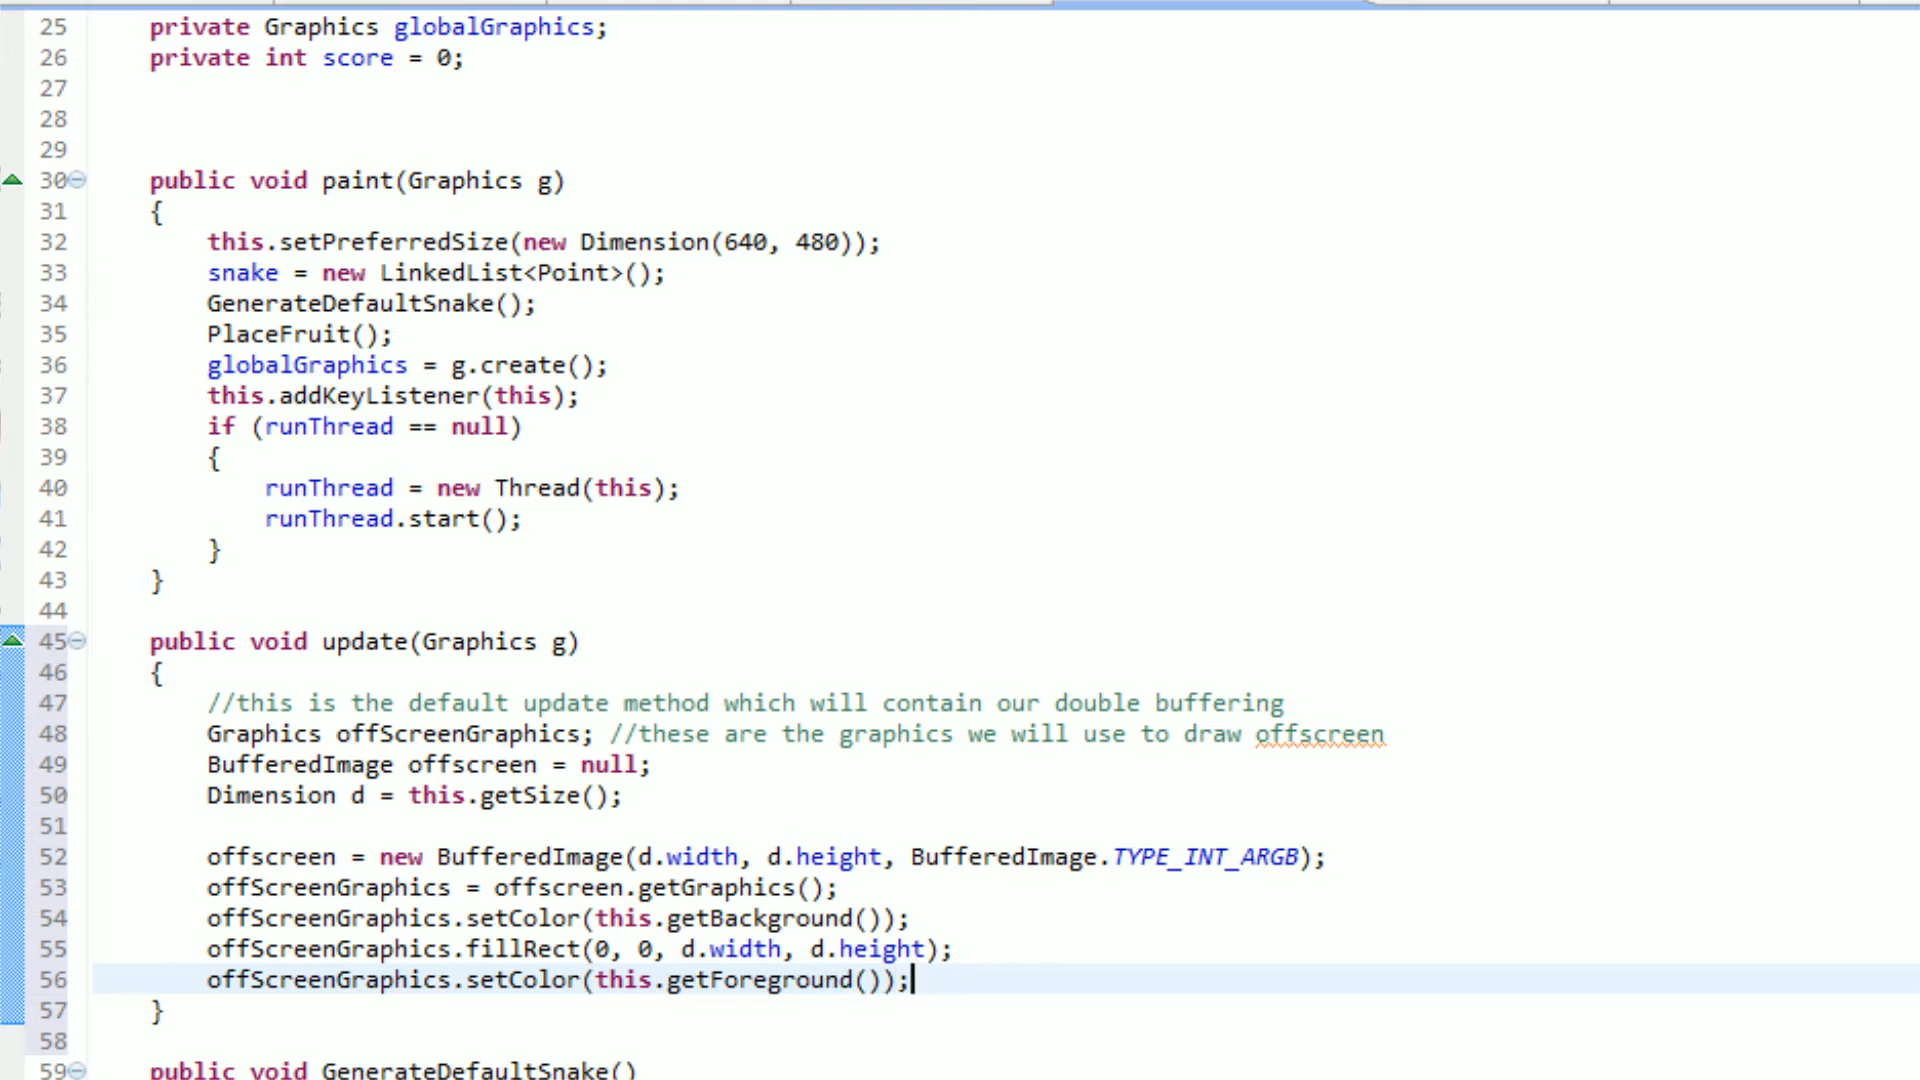 25 private Graphics globalGraphics;
26 private int score = 0;
27
28
29
30 public void paint(Graphics g)
31 {
32 this.setPreferredSize(new Dimension(640, 480));
33 snake = new LinkedList<Point>();
34 GenerateDefaultSnake();
35 PlaceFruit();
36 globalGraphics = g.create();
37 this.addKeyListener(this);
38 if (runThread == null)
39 {
40 runThread = new Thread(this);
41 runThread.start();
42 }
43 }
44
45 public void update(Graphics g)
46 {
47 //this is the default update method which will contain our double buffering
48 Graphics offScreenGraphics; //these are the graphics we will use to draw offscreen
49 BufferedImage offscreen = null;
50 Dimension d = this.getSize();
51
52 offscreen = new BufferedImage(d.width, d.height, BufferedImage.TYPE_INT_ARGB);
53 offScreenGraphics = offscreen.getGraphics();
54 offScreenGraphics.setColor(this.getBackground());
55 offScreenGraphics.fillRect(0, 0, d.width, d.height);
56 offScreenGraphics.setColor(this.getForeground());
57 }
58
59 public void GenerateDefaultSnake()